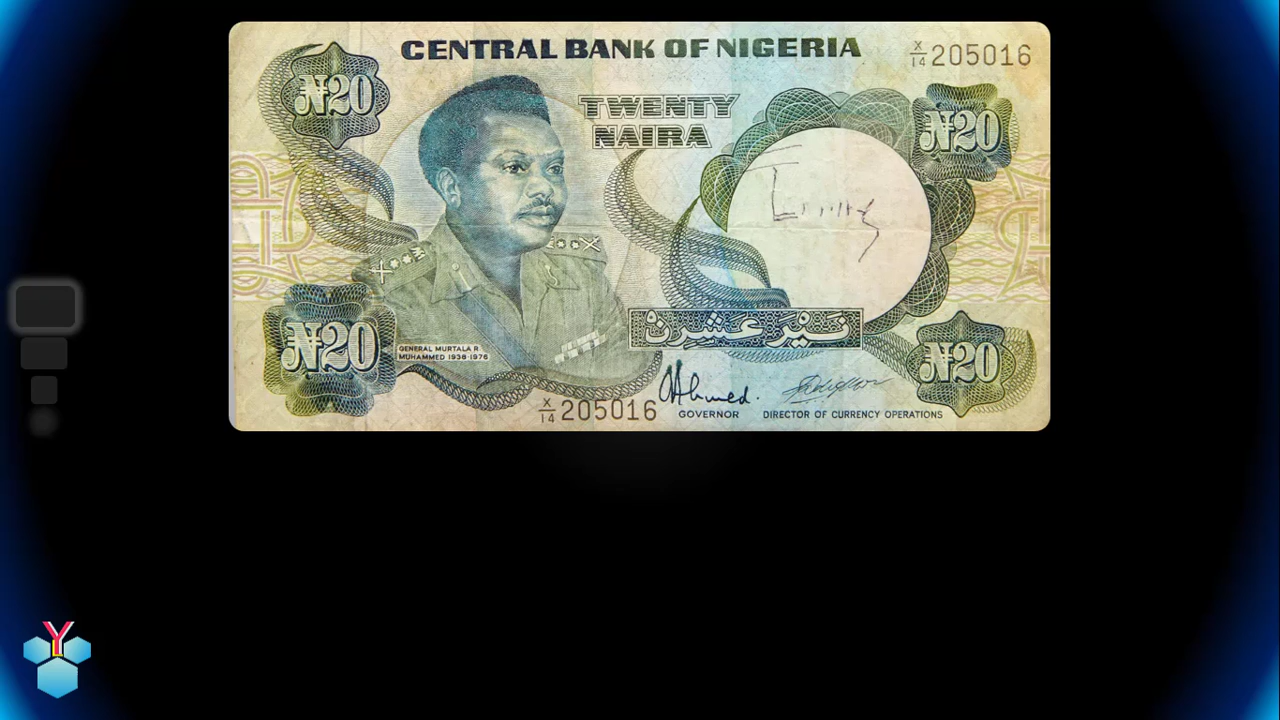 CENTRAL BANK OF NIGERIA
X/14 205016
₦20
TWENTY
NAIRA
₦20
نَيْرَ عِشْرِنْ
₦20
GENERAL MURTALA R.
MUHAMMED 1938-1976
₦20
X/14 205016
GOVERNOR
DIRECTOR OF CURRENCY OPERATIONS